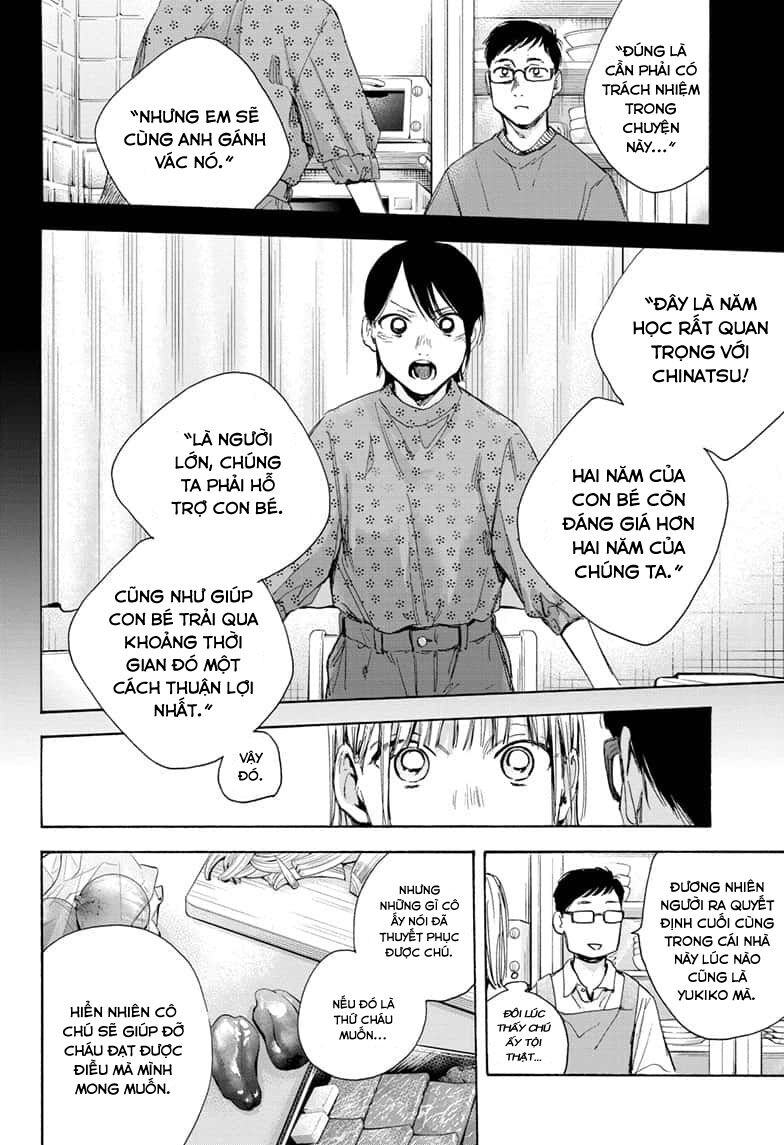 “ĐÚNG LÀ
CẦN PHẢI CÓ
TRÁCH NHIỆM
TRONG
CHUYỆN
NÀY...”
“NHƯNG EM SẼ
CÙNG ANH GÁNH
VÁC NÓ.”
“ĐÂY LÀ NĂM
HỌC RẤT QUAN
TRỌNG VỚI
CHINATSU!
HAI NĂM CỦA
CON BÉ CÒN
ĐÁNG GIÁ HƠN
HAI NĂM CỦA
CHÚNG TA.”
“LÀ NGƯỜI
LỚN, CHÚNG
TA PHẢI HỖ
TRỢ CON BÉ.
CŨNG NHƯ GIÚP
CON BÉ TRẢI QUA
KHOẢNG THỜI
GIAN ĐÓ MỘT
CÁCH THUẬN LỢI
NHẤT.”
VẬY
ĐÓ.
ĐƯƠNG NHIÊN
NGƯỜI RA QUYẾT
ĐỊNH CUỐI CÙNG
TRONG CÁI NHÀ
NÀY LÚC NÀO
CŨNG LÀ
YUKIKO MÀ.
ĐÔI LÚC
THẤY CHÚ
ẤY TỘI
THẬT...
NHƯNG
NHỮNG GÌ CÔ
ẤY NÓI ĐÃ
THUYẾT PHỤC
ĐƯỢC CHÚ.
NẾU ĐÓ LÀ
THỨ CHÁU
MUỐN...
HIỂN NHIÊN CÔ
CHÚ SẼ GIÚP ĐỠ
CHÁU ĐẠT ĐƯỢC
ĐIỀU MÀ MÌNH
MONG MUỐN.